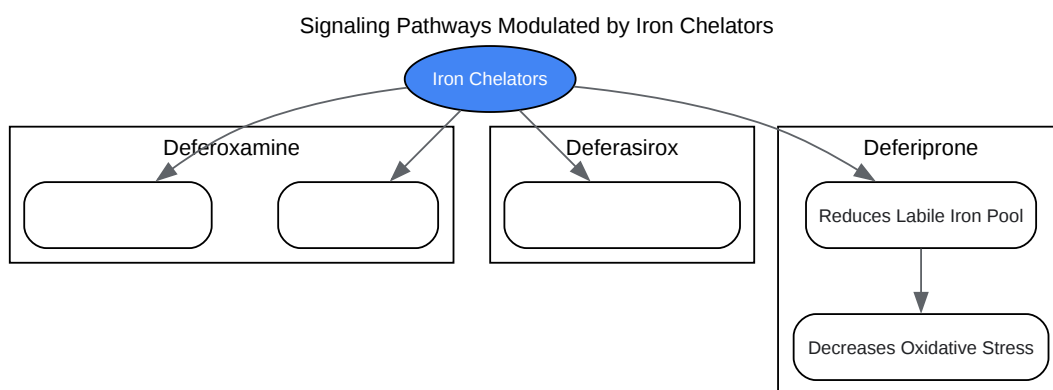 Signaling Pathways Modulated by Iron Chelators
Iron Chelators
Deferoxamine
Deferasirox
Deferiprone
Reduces Labile Iron Pool
Decreases Oxidative Stress